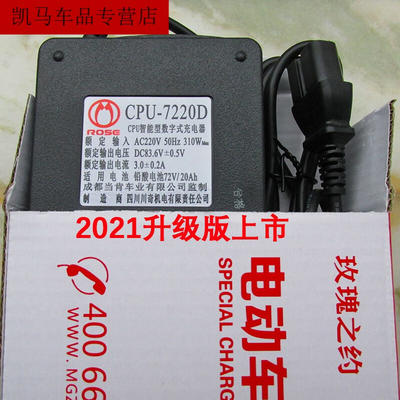 凯马车品专营店
CPU-7220D
ROSE
CPU智能型数字式充电器
额定输入 AC220V 50Hz 310WMax
额定输出电压 DC83.6V±0.5V
额定输出电流 3.0±0.2A
适用电池 铅酸电池72V/20Ah
成都当肯车业有限公司监制
制造商 四川川奇机电有限责任公司
合格
2021升级版上市
玫瑰之约
电动车
SPECIAL CHARG
400 66
www.MGZ